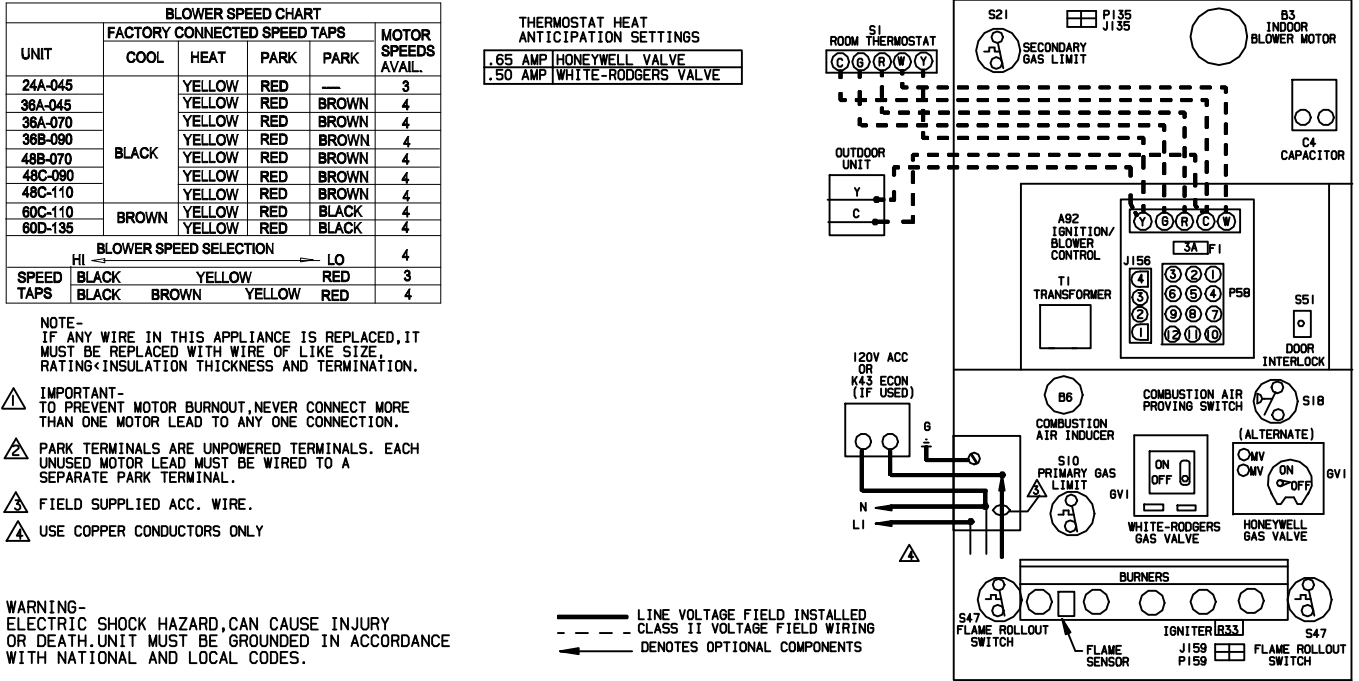 BLOWER SPEED CHART
UNIT
FACTORY CONNECTED SPEED TAPS
MOTOR SPEEDS AVAIL.
COOL HEAT PARK PARK
24A-045 YELLOW RED — 3
36A-045 YELLOW RED BROWN 4
36A-070 YELLOW RED BROWN 4
36B-090 YELLOW RED BROWN 4
BLACK
48B-070 YELLOW RED BROWN 4
48C-090 YELLOW RED BROWN 4
48C-110 YELLOW RED BROWN 4
60C-110 YELLOW RED BLACK 4
BROWN
60D-135 YELLOW RED BLACK 4
BLOWER SPEED SELECTION
HI LO 4
SPEED TAPS
BLACK YELLOW RED 3
BLACK BROWN YELLOW RED 4
NOTE-
IF ANY WIRE IN THIS APPLIANCE IS REPLACED,IT
MUST BE REPLACED WITH WIRE OF LIKE SIZE,
RATING<INSULATION THICKNESS AND TERMINATION.
1 IMPORTANT-
TO PREVENT MOTOR BURNOUT,NEVER CONNECT MORE
THAN ONE MOTOR LEAD TO ANY ONE CONNECTION.
2 PARK TERMINALS ARE UNPOWERED TERMINALS. EACH
UNUSED MOTOR LEAD MUST BE WIRED TO A
SEPARATE PARK TERMINAL.
3 FIELD SUPPLIED ACC. WIRE.
4 USE COPPER CONDUCTORS ONLY
WARNING-
ELECTRIC SHOCK HAZARD,CAN CAUSE INJURY
OR DEATH.UNIT MUST BE GROUNDED IN ACCORDANCE
WITH NATIONAL AND LOCAL CODES.
THERMOSTAT HEAT
ANTICIPATION SETTINGS
.65 AMP HONEYWELL VALVE
.50 AMP WHITE-RODGERS VALVE
LINE VOLTAGE FIELD INSTALLED
CLASS II VOLTAGE FIELD WIRING
DENOTES OPTIONAL COMPONENTS
S1
ROOM THERMOSTAT
C G R W Y
OUTDOOR
UNIT
Y
C
120V ACC
OR
K43 ECON
(IF USED)
G
N
L1
4
3
S21
SECONDARY
GAS LIMIT
P135
J135
B3
INDOOR
BLOWER MOTOR
C4
CAPACITOR
A92
IGNITION/
BLOWER
CONTROL
Y G R C W
3A F1
J156
4
3
2
1
3 2 1
6 5 4
9 8 7
12 11 10
P58
T1
TRANSFORMER
S51
DOOR
INTERLOCK
B6
COMBUSTION
AIR INDUCER
COMBUSTION AIR
PROVING SWITCH
S18
(ALTERNATE)
S10
PRIMARY GAS
LIMIT
GV1
ON
OFF
WHITE-RODGERS
GAS VALVE
MV
MV
ON
OFF
GV1
HONEYWELL
GAS VALVE
BURNERS
S47
FLAME ROLLOUT
SWITCH
FLAME
SENSOR
IGNITER R33
J159
P159
S47
FLAME ROLLOUT
SWITCH